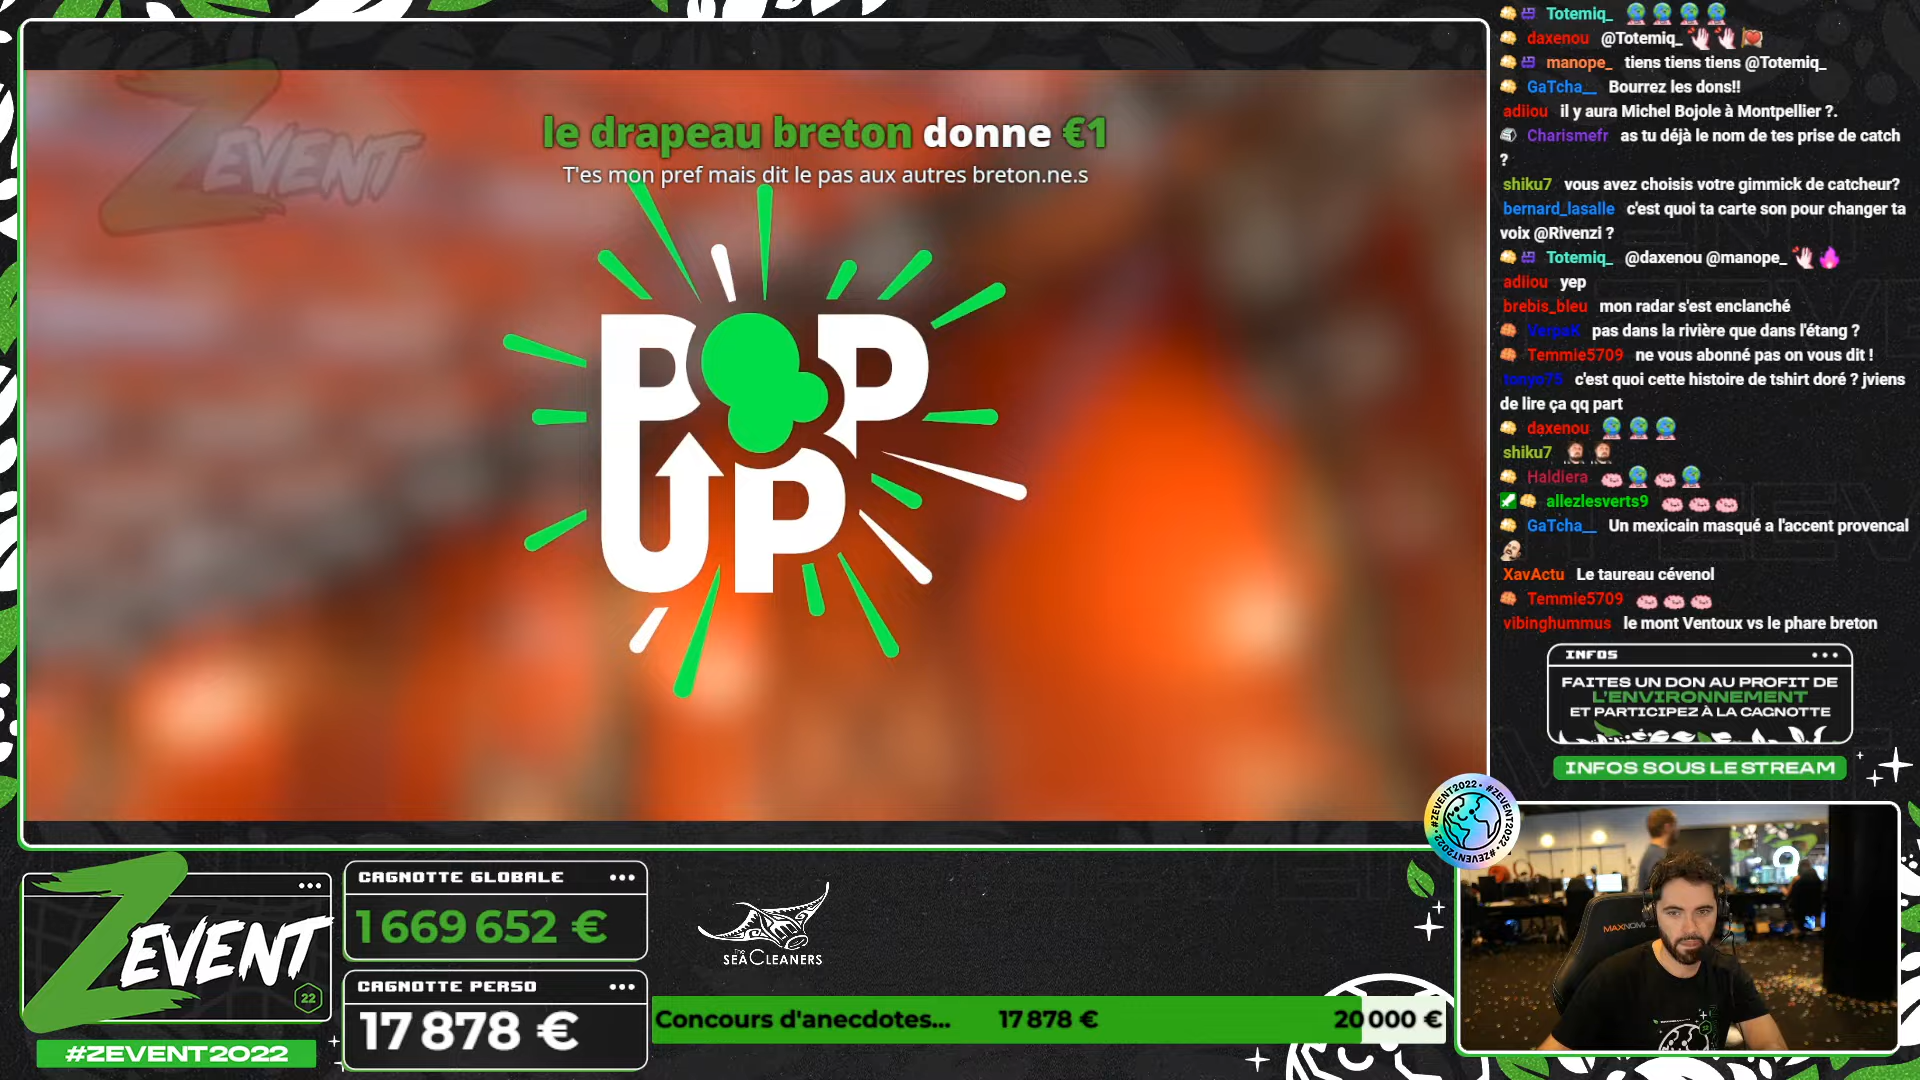 ZEVENT
le drapeau breton donne €1
T'es mon pref mais dit le pas aux autres breton.ne.s
POP
UP
Totemiq_
daxenou @Totemiq_
manope_ tiens tiens tiens @Totemiq_
GaTcha__ Bourrez les dons!!
adiiou il y aura Michel Bojole à Montpellier ?.
Charismefr as tu déjà le nom de tes prise de catch
?
shiku7 vous avez choisis votre gimmick de catcheur?
bernard_lasalle c'est quoi ta carte son pour changer ta
voix @Rivenzi ?
Totemiq_ @daxenou @manope_
adiiou yep
brebis_bleu mon radar s'est enclanché
VerpaK pas dans la rivière que dans l'étang ?
Temmie5709 ne vous abonné pas on vous dit !
tonyo75 c'est quoi cette histoire de tshirt doré ? jviens
de lire ça qq part
daxenou
shiku7
Haldiera
allezlesverts9
GaTcha__ Un mexicain masqué a l'accent provencal
XavActu Le taureau cévenol
Temmie5709
vibinghummus le mont Ventoux vs le phare breton
INFOS
FAITES UN DON AU PROFIT DE
L'ENVIRONNEMENT
ET PARTICIPEZ À LA CAGNOTTE
INFOS SOUS LE STREAM
#ZEVENT2022 • #ZEVENT2022 • #ZEVENT2022
MAXNOMIC
ZEVENT
22
#ZEVENT2022
CAGNOTTE GLOBALE
1 669 652 €
CAGNOTTE PERSO
17 878 €
The
SEACLEANERS
Concours d'anecdotes... 17 878 € 20 000 €